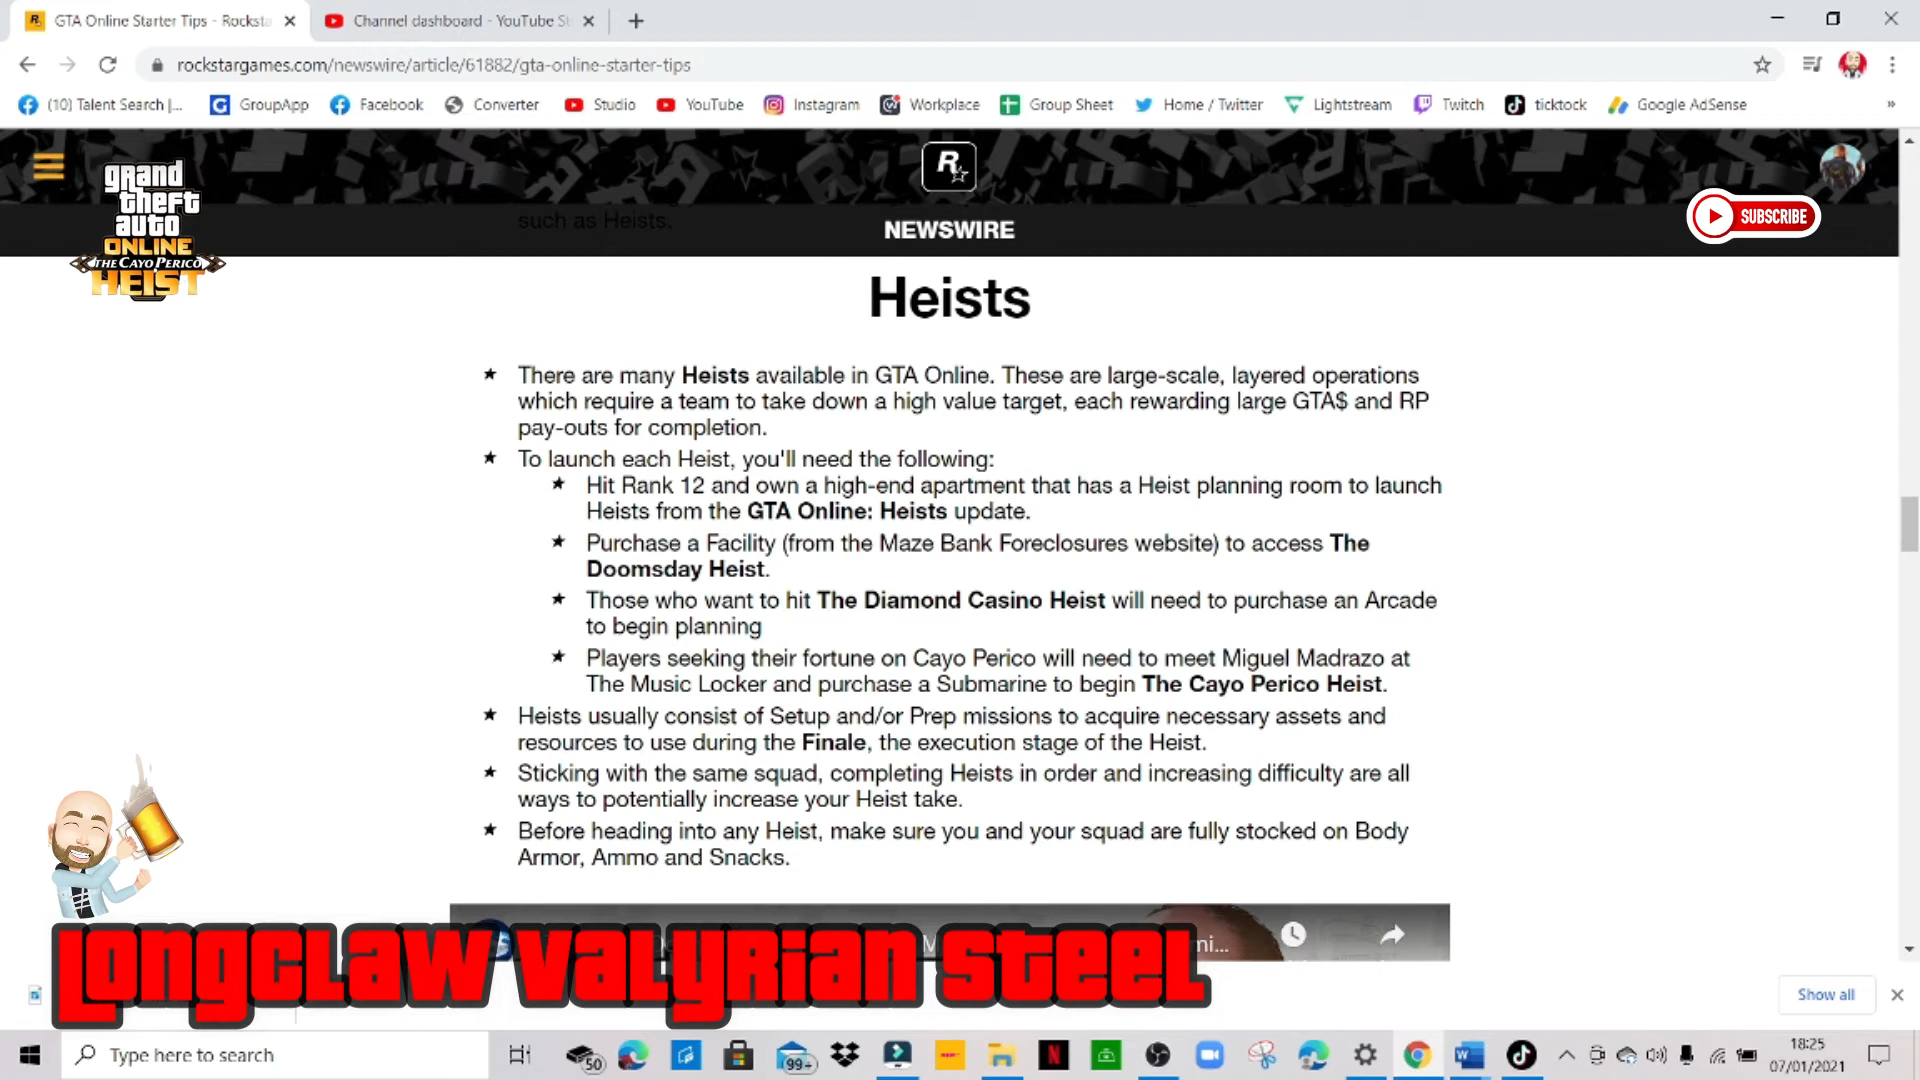 GTA Online Starter Tips - Rocksta
Channel dashboard - YouTube St
rockstargames.com/newswire/article/61882/gta-online-starter-tips
(10) Talent Search |... GroupApp Facebook Converter Studio YouTube Instagram Workplace Group Sheet Home / Twitter Lightstream Twitch ticktock Google AdSense »
grand
theft
auto
ONLINE
THE CAYO PERICO
HEIST
R
such as Heists.
NEWSWIRE
SUBSCRIBE
Heists
There are many Heists available in GTA Online. These are large-scale, layered operations
which require a team to take down a high value target, each rewarding large GTA$ and RP
pay-outs for completion.
To launch each Heist, you'll need the following:
Hit Rank 12 and own a high-end apartment that has a Heist planning room to launch
Heists from the GTA Online: Heists update.
Purchase a Facility (from the Maze Bank Foreclosures website) to access The
Doomsday Heist.
Those who want to hit The Diamond Casino Heist will need to purchase an Arcade
to begin planning
Players seeking their fortune on Cayo Perico will need to meet Miguel Madrazo at
The Music Locker and purchase a Submarine to begin The Cayo Perico Heist.
Heists usually consist of Setup and/or Prep missions to acquire necessary assets and
resources to use during the Finale, the execution stage of the Heist.
Sticking with the same squad, completing Heists in order and increasing difficulty are all
ways to potentially increase your Heist take.
Before heading into any Heist, make sure you and your squad are fully stocked on Body
Armor, Ammo and Snacks.
Longclaw Valyrian Steel
Show all
Type here to search
50
99+
18:25
07/01/2021